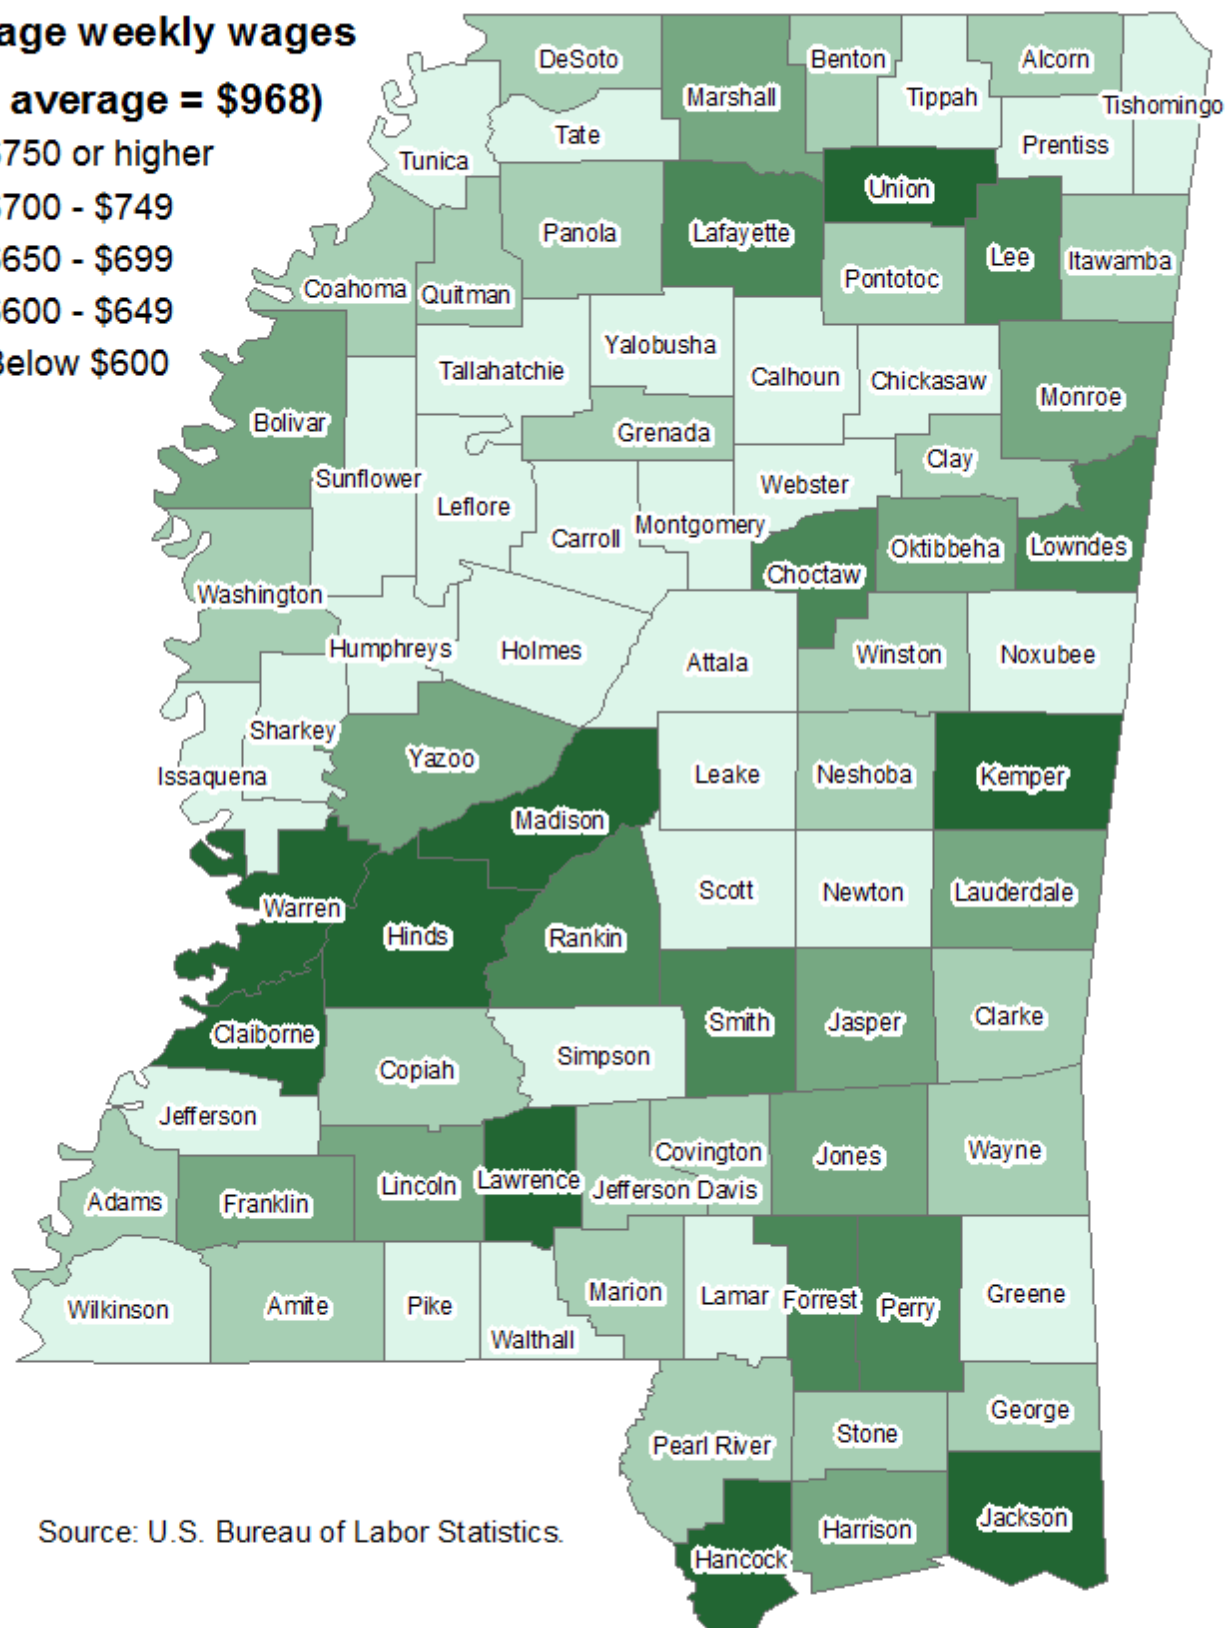 age weekly wages
average = $968)
750 or higher
700 - $749
650 - $699
600 - $649
Below $600
DeSoto
Benton
Alcorn
Marshall
Tippah
Tishomingo
Tate
Prentiss
Tunica
Union
Panola
Lafayette
Lee
Itawamba
Pontotoc
Coahoma
Quitman
Yalobusha
Tallahatchie
Calhoun
Chickasaw
Monroe
Bolivar
Grenada
Clay
Sunflower
Webster
Leflore
Montgomery
Carroll
Oktibbeha
Lowndes
Choctaw
Washington
Humphreys
Holmes
Attala
Winston
Noxubee
Sharkey
Yazoo
Issaquena
Leake
Neshoba
Kemper
Madison
Scott
Newton
Lauderdale
Warren
Hinds
Rankin
Smith
Jasper
Clarke
Claiborne
Simpson
Copiah
Jefferson
Covington
Jones
Wayne
Lawrence
Lincoln
Jefferson Davis
Adams
Franklin
Marion
Lamar
Forrest
Perry
Greene
Wilkinson
Amite
Pike
Walthall
George
Stone
Pearl River
Jackson
Harrison
Source: U.S. Bureau of Labor Statistics.
Hancock